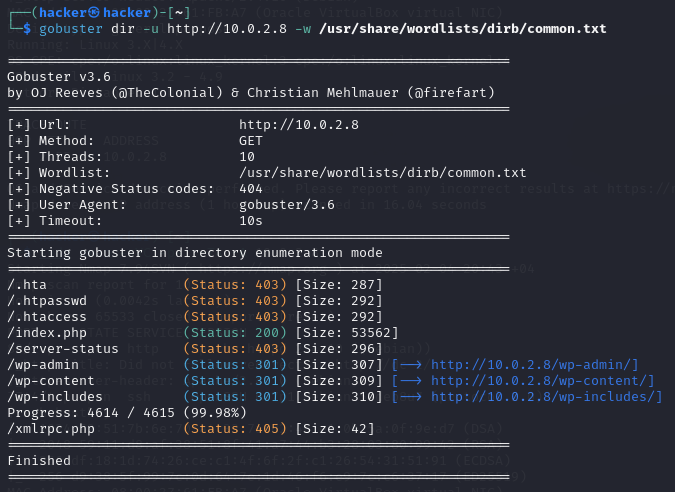 ┌──(hacker㉿hacker)-[~]
└─$ gobuster dir -u http://10.0.2.8 -w /usr/share/wordlists/dirb/common.txt
===============================================================
Gobuster v3.6
by OJ Reeves (@TheColonial) & Christian Mehlmauer (@firefart)
===============================================================
[+] Url:                     http://10.0.2.8
[+] Method:                  GET
[+] Threads:                 10
[+] Wordlist:                /usr/share/wordlists/dirb/common.txt
[+] Negative Status codes:   404
[+] User Agent:              gobuster/3.6
[+] Timeout:                 10s
===============================================================
Starting gobuster in directory enumeration mode
===============================================================
/.hta                 (Status: 403) [Size: 287]
/.htpasswd            (Status: 403) [Size: 292]
/.htaccess            (Status: 403) [Size: 292]
/index.php            (Status: 200) [Size: 53562]
/server-status        (Status: 403) [Size: 296]
/wp-admin             (Status: 301) [Size: 307] [--> http://10.0.2.8/wp-admin/]
/wp-content           (Status: 301) [Size: 309] [--> http://10.0.2.8/wp-content/]
/wp-includes          (Status: 301) [Size: 310] [--> http://10.0.2.8/wp-includes/]
Progress: 4614 / 4615 (99.98%)
/xmlrpc.php           (Status: 405) [Size: 42]
===============================================================
Finished
===============================================================